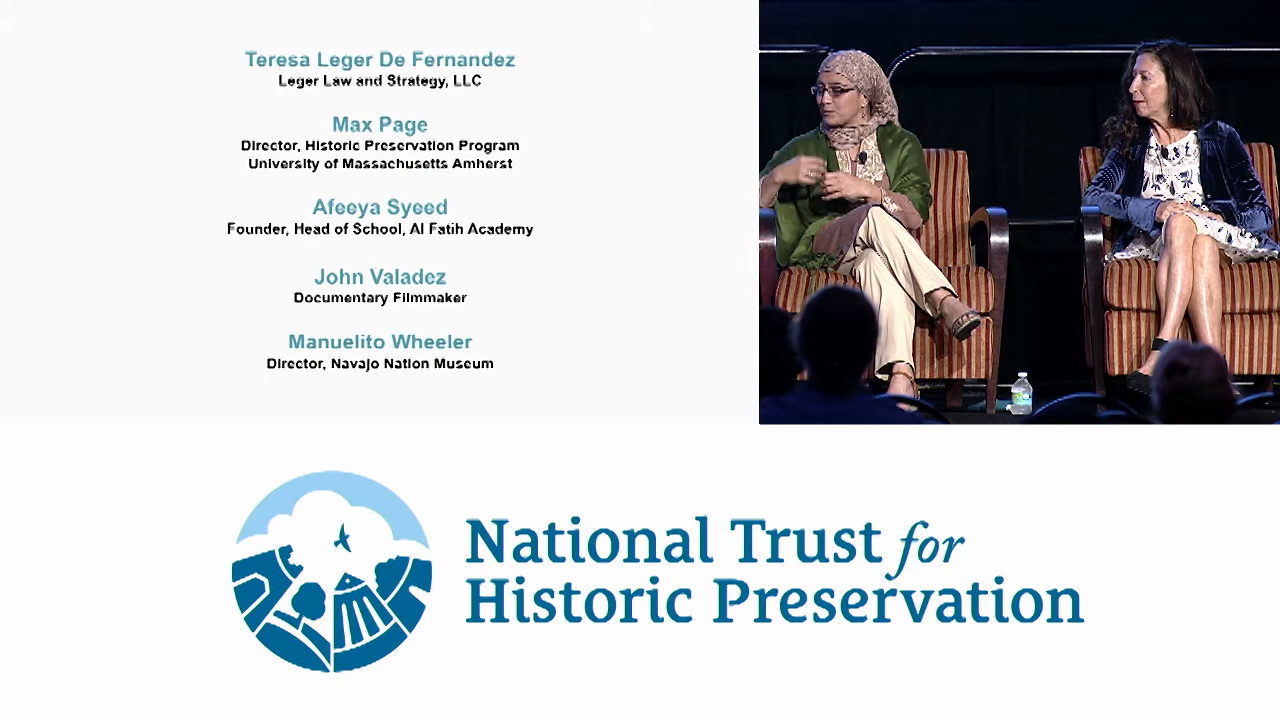 Teresa Leger De Fernandez
Leger Law and Strategy, LLC
Max Page
Director, Historic Preservation Program
University of Massachusetts Amherst
Afeeya Syeed
Founder, Head of School, Al Fatih Academy
John Valadez
Documentary Filmmaker
Manuelito Wheeler
Director, Navajo Nation Museum
National Trust for
Historic Preservation